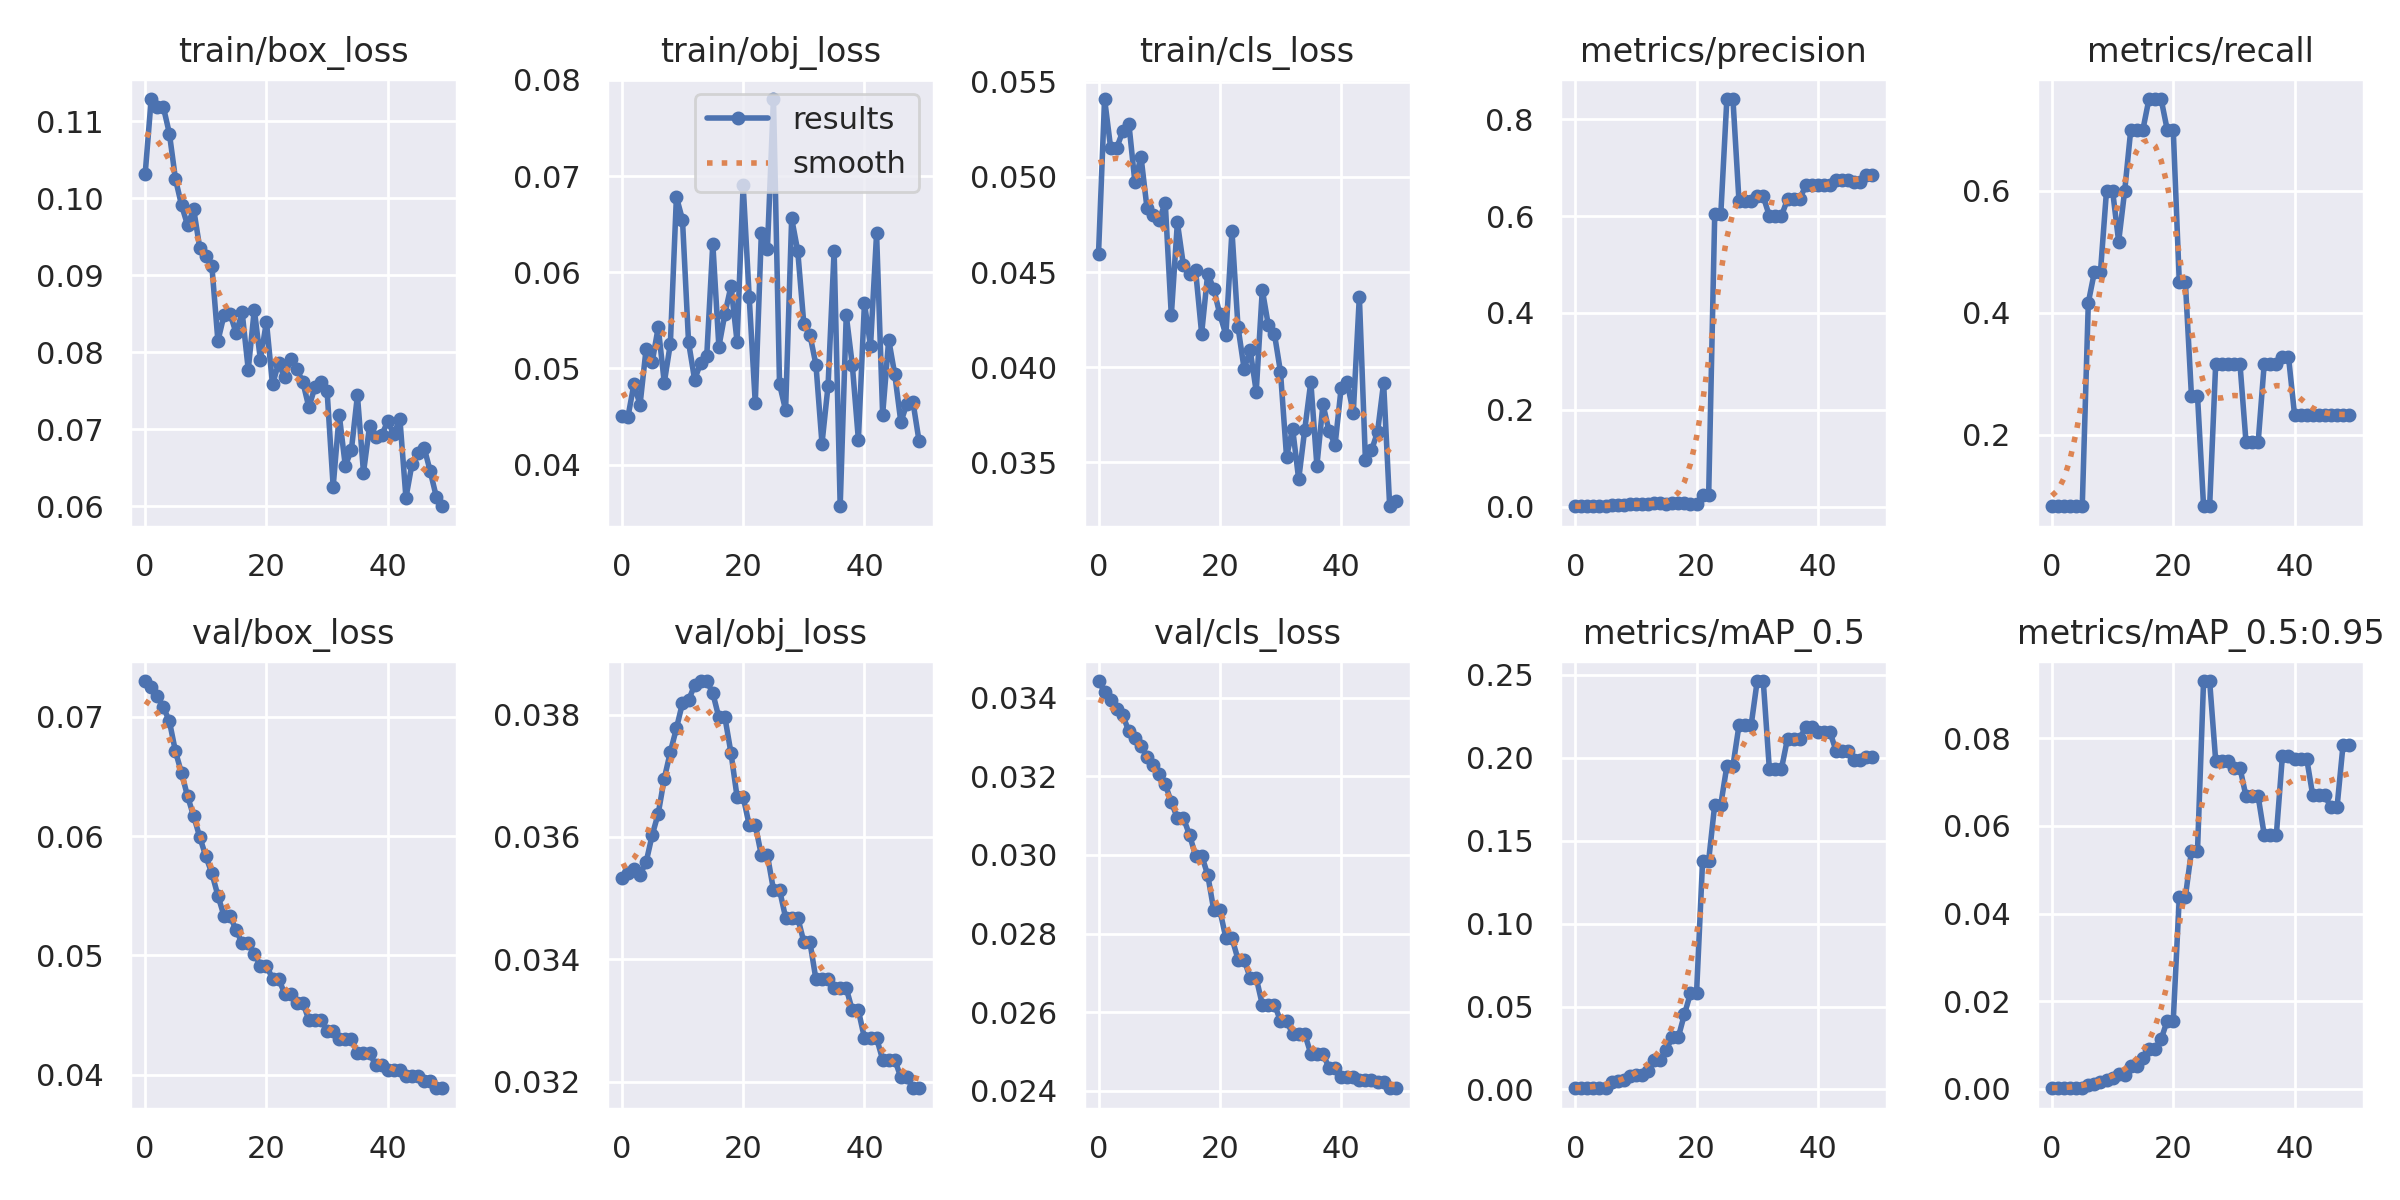 train/box_loss
0.11
0.10
0.09
0.08
0.07
0.06
0 20 40
train/obj_loss
0.08
0.07
0.06
0.05
0.04
results
smooth
0 20 40
train/cls_loss
0.055
0.050
0.045
0.040
0.035
0 20 40
metrics/precision
0.8
0.6
0.4
0.2
0.0
0 20 40
metrics/recall
0.6
0.4
0.2
0 20 40
val/box_loss
0.07
0.06
0.05
0.04
0 20 40
val/obj_loss
0.038
0.036
0.034
0.032
0 20 40
val/cls_loss
0.034
0.032
0.030
0.028
0.026
0.024
0 20 40
metrics/mAP_0.5
0.25
0.20
0.15
0.10
0.05
0.00
0 20 40
metrics/mAP_0.5:0.95
0.08
0.06
0.04
0.02
0.00
0 20 40